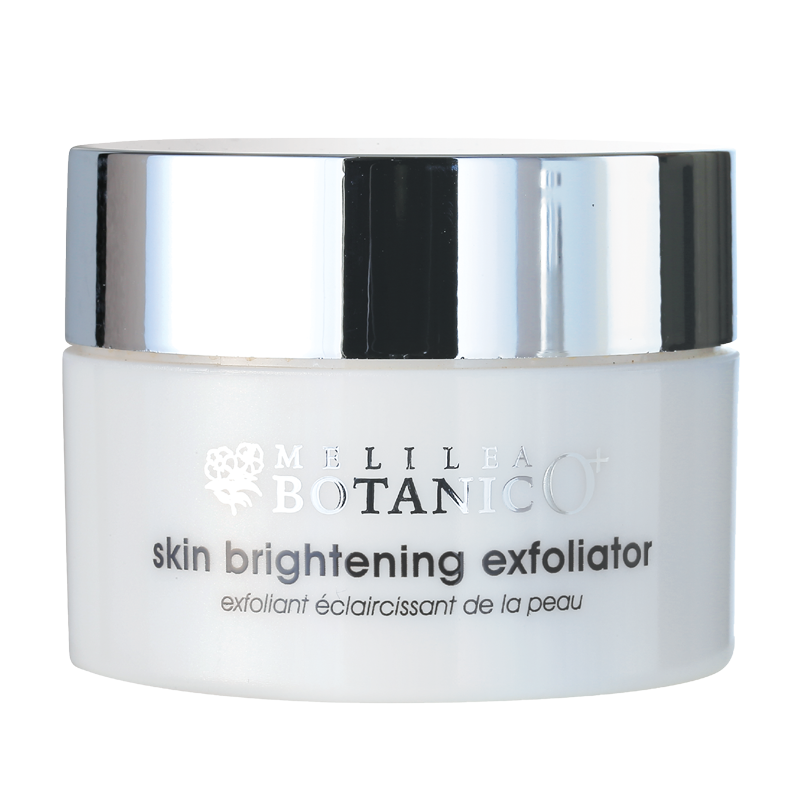 MELILEA
BOTANICO+
skin brightening exfoliator
exfoliant éclaircissant de la peau